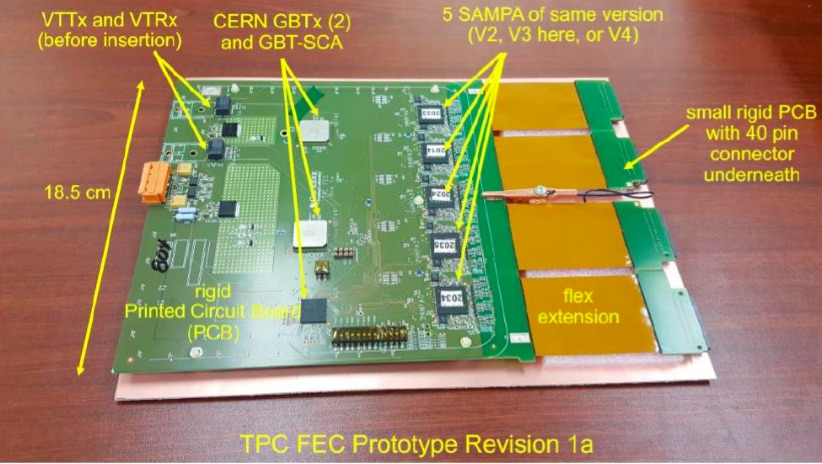 VTTx and VTRx
(before insertion)
CERN GBTx (2)
and GBT-SCA
5 SAMPA of same version
(V2, V3 here, or V4)
small rigid PCB
with 40 pin
connector
underneath
18.5 cm
2033
2014
2024
2035
2034
804
rigid
Printed Circuit Board
(PCB)
flex
extension
TPC FEC Prototype Revision 1a